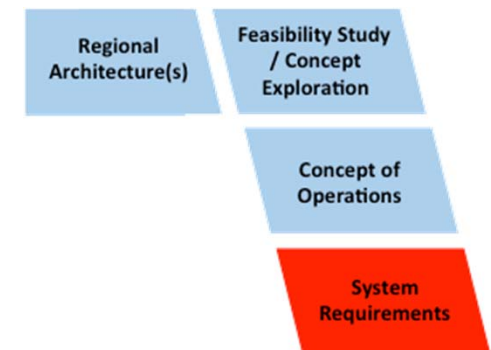 Regional
Architecture(s)
Feasibility Study
/ Concept
Exploration
Concept of
Operations
System
Requirements